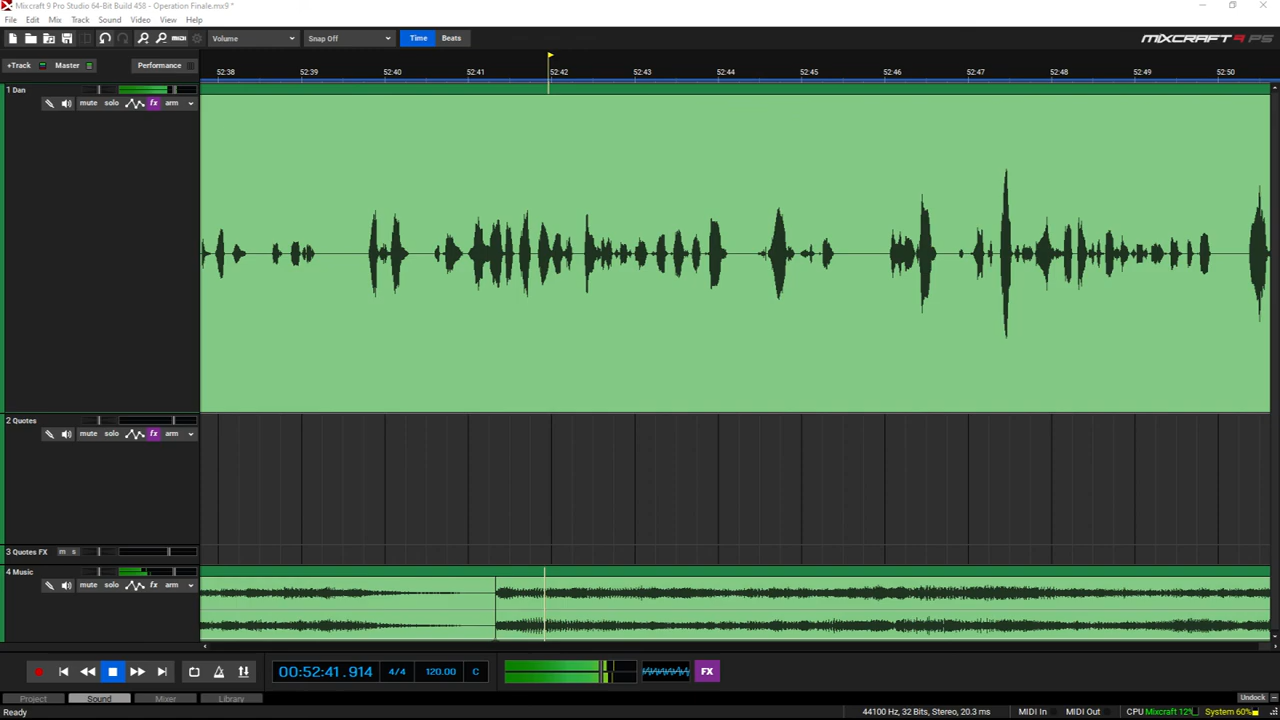 Mixcraft 9 Pro Studio 64-Bit Build 458 - Operation Finale.mx9 *
File Edit Mix Track Sound Video View Help
MIDI Volume Snap Off Time Beats MIXCRAFT 9 PS
+Track Master Performance
52:38 52:39 52:40 52:41 52:42 52:43 52:44 52:45 52:46 52:47 52:48 52:49 52:50
1 Dan
mute solo fx arm
2 Quotes
mute solo fx arm
3 Quotes FX m s
4 Music
mute solo fx arm
00:52:41.914 4/4 120.00 C FX
Project Sound Mixer Library Undock
Ready 44100 Hz, 32 Bits, Stereo, 20.3 ms MIDI In MIDI Out CPU Mixcraft 12% System 60%